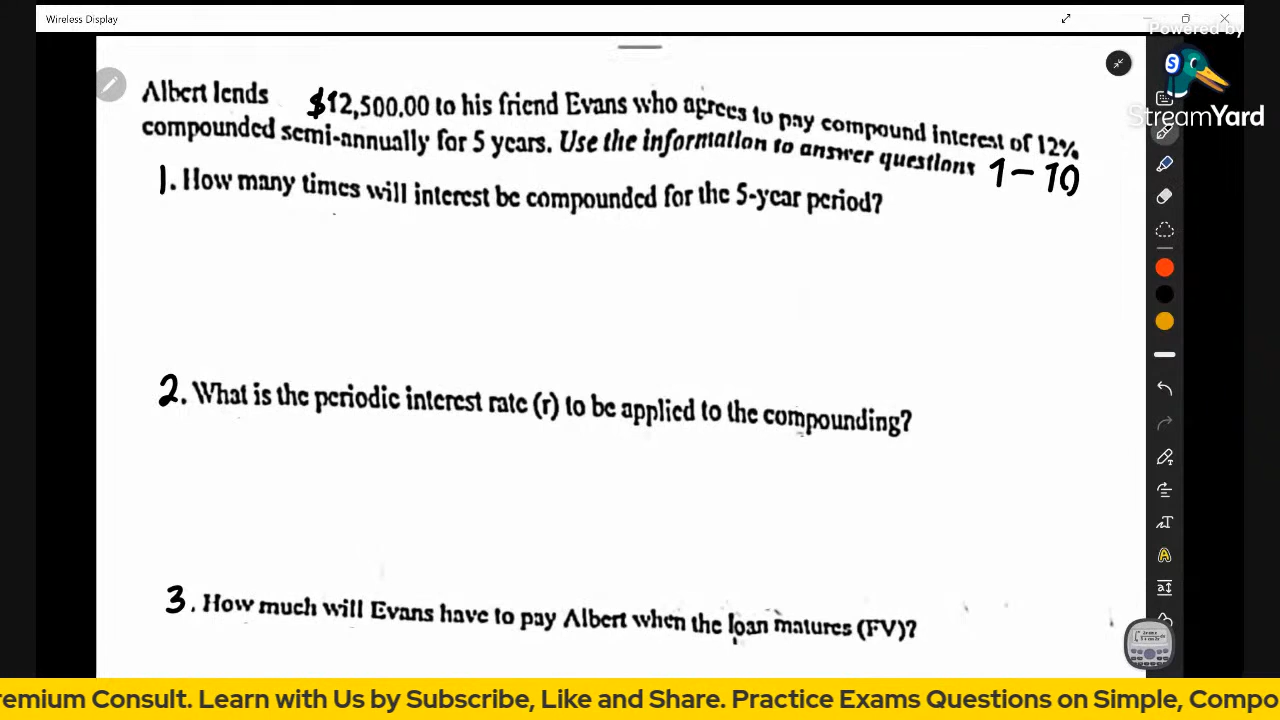 Wireless Display
Powered by
StreamYard
Albert lends $12,500.00 to his friend Evans who agrees to pay compound interest of 12%
compounded semi-annually for 5 years. Use the information to answer questions 1-10
1. How many times will interest be compounded for the 5-year period?
2. What is the periodic interest rate (r) to be applied to the compounding?
3. How much will Evans have to pay Albert when the loan matures (FV)?
remium Consult. Learn with Us by Subscribe, Like and Share. Practice Exams Questions on Simple, Compo